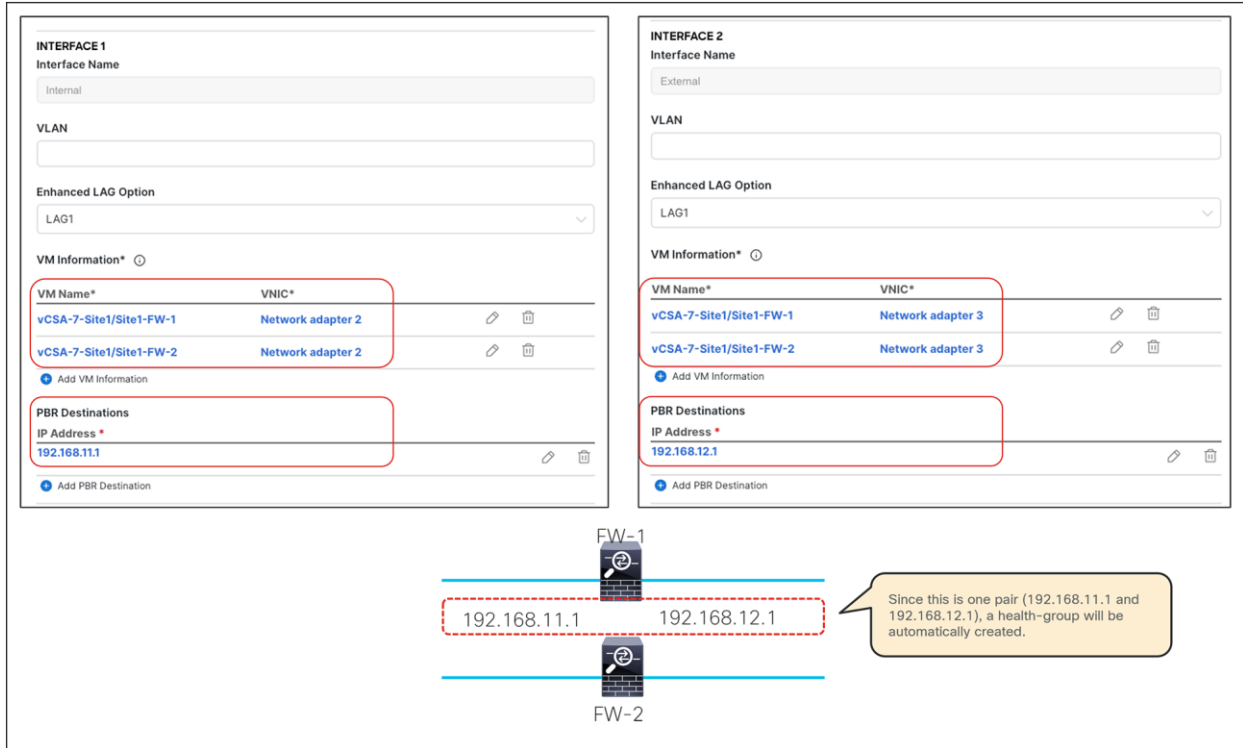 INTERFACE 1
Interface Name
Internal
VLAN
Enhanced LAG Option
LAG1
VM Information*
VM Name* VNIC*
vCSA-7-Site1/Site1-FW-1 Network adapter 2
vCSA-7-Site1/Site1-FW-2 Network adapter 2
Add VM Information
PBR Destinations
IP Address *
192.168.11.1
Add PBR Destination
INTERFACE 2
Interface Name
External
VLAN
Enhanced LAG Option
LAG1
VM Information*
VM Name* VNIC*
vCSA-7-Site1/Site1-FW-1 Network adapter 3
vCSA-7-Site1/Site1-FW-2 Network adapter 3
Add VM Information
PBR Destinations
IP Address *
192.168.12.1
Add PBR Destination
FW-1
192.168.11.1 192.168.12.1
FW-2
Since this is one pair (192.168.11.1 and
192.168.12.1), a health-group will be
automatically created.